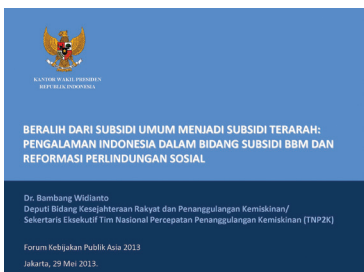 KANTOR WAKIL PRESIDEN
REPUBLIK INDONESIA
BERALIH DARI SUBSIDI UMUM MENJADI SUBSIDI TERARAH:
PENGALAMAN INDONESIA DALAM BIDANG SUBSIDI BBM DAN
REFORMASI PERLINDUNGAN SOSIAL
Dr. Bambang Widianto
Deputi Bidang Kesejahteraan Rakyat dan Penanggulangan Kemiskinan/
Sekertaris Eksekutif Tim Nasional Percepatan Penanggulangan Kemiskinan (TNP2K)
Forum Kebijakan Publik Asia 2013
Jakarta, 29 Mei 2013.